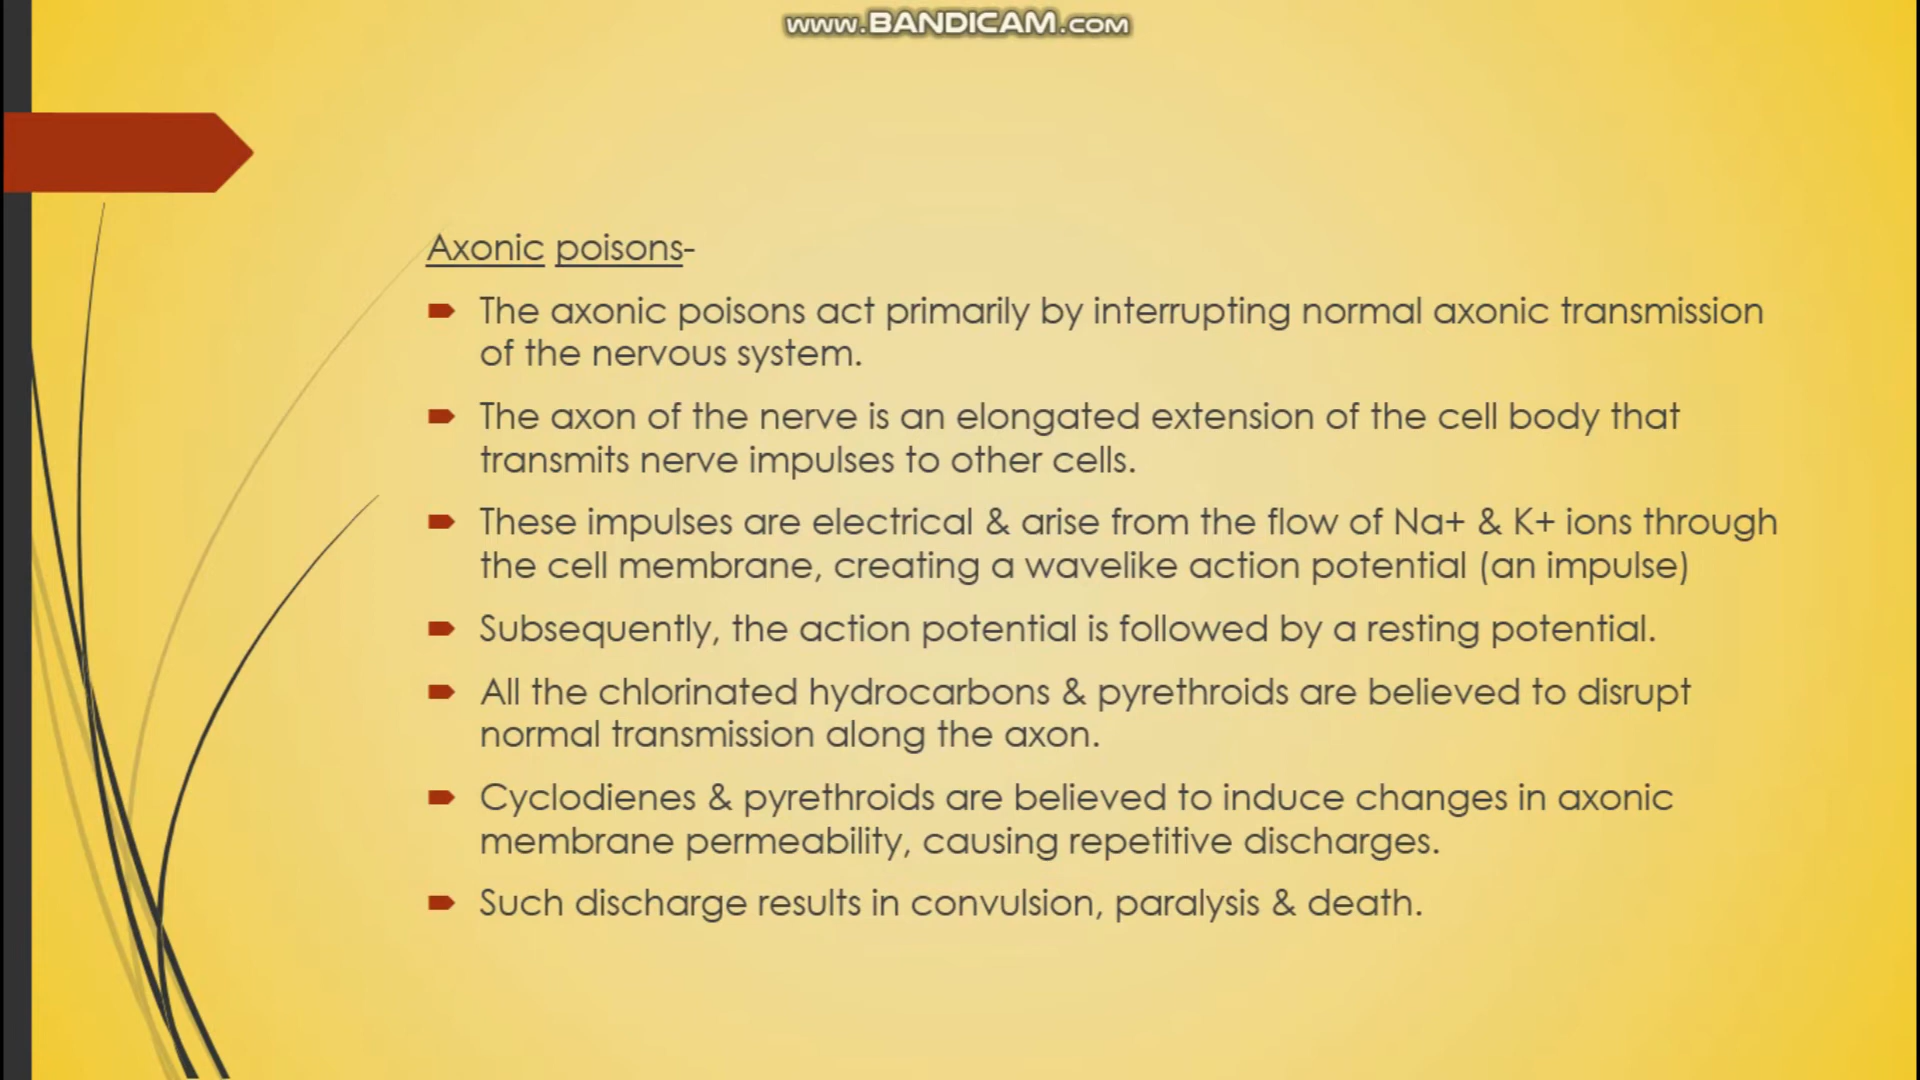 www.BANDICAM.com
Axonic poisons-
The axonic poisons act primarily by interrupting normal axonic transmission
of the nervous system.
The axon of the nerve is an elongated extension of the cell body that
transmits nerve impulses to other cells.
These impulses are electrical & arise from the flow of Na+ & K+ ions through
the cell membrane, creating a wavelike action potential (an impulse)
Subsequently, the action potential is followed by a resting potential.
All the chlorinated hydrocarbons & pyrethroids are believed to disrupt
normal transmission along the axon.
Cyclodienes & pyrethroids are believed to induce changes in axonic
membrane permeability, causing repetitive discharges.
Such discharge results in convulsion, paralysis & death.